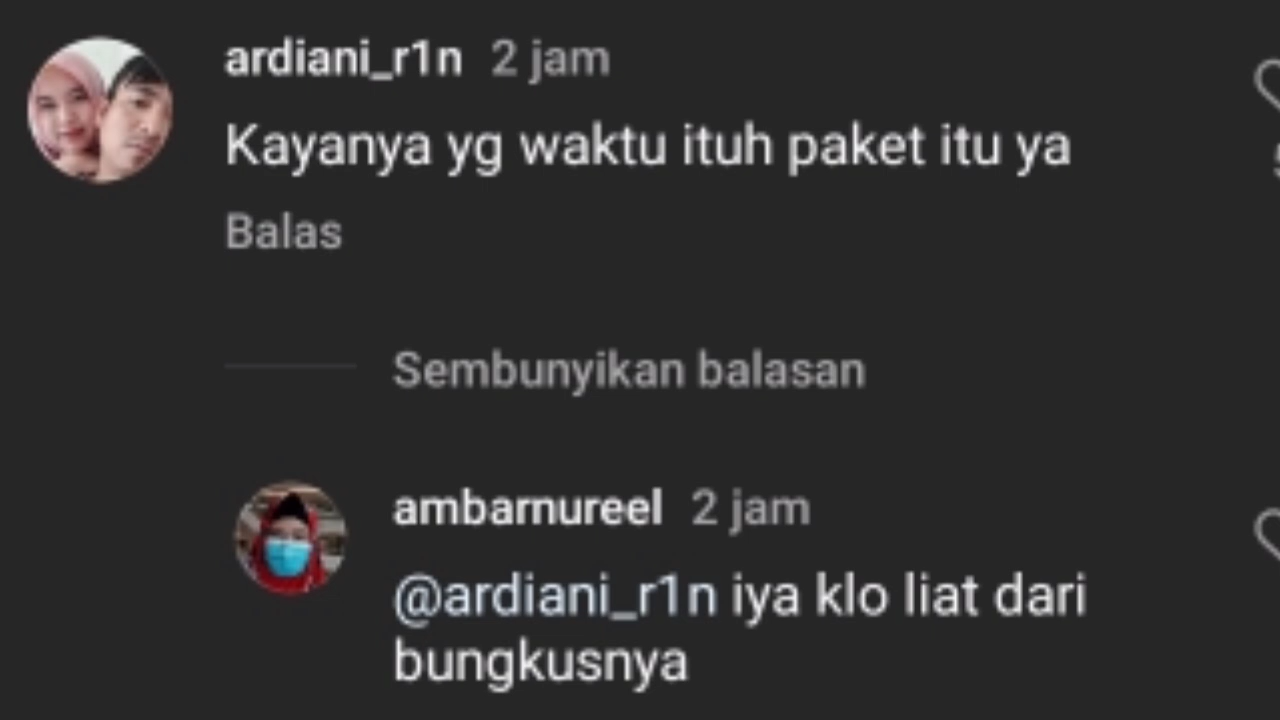 ardiani_r1n 2 jam
Kayanya yg waktu ituh paket itu ya
Balas
Sembunyikan balasan
ambarnureel 2 jam
@ardiani_r1n iya klo liat dari
bungkusnya